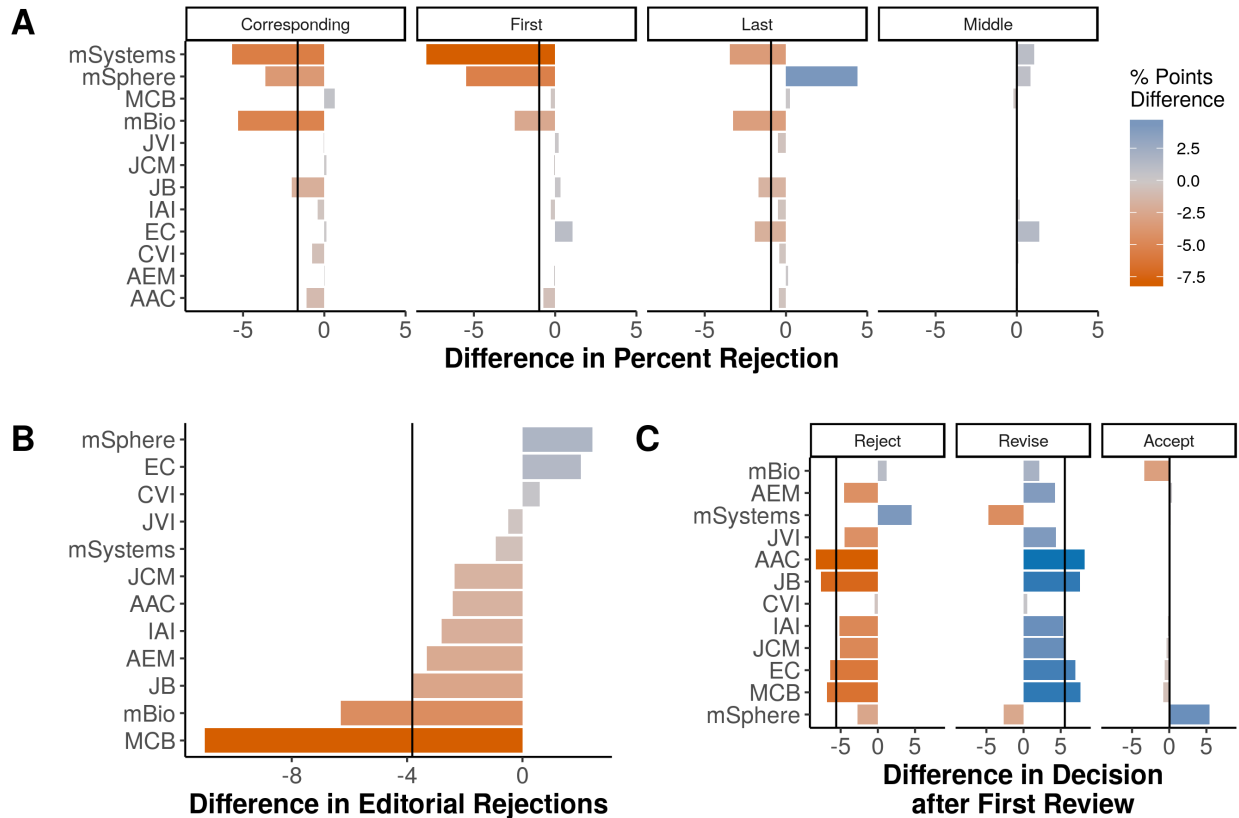 A
Corresponding First Last Middle
mSystems
mSphere
MCB
mBio
JVI
JCM
JB
IAI
EC
CVI
AEM
AAC
-5 0 5 -5 0 5 -5 0 5 -5 0 5
Difference in Percent Rejection
% Points
Difference
2.5
0.0
-2.5
-5.0
-7.5
B
mSphere
EC
CVI
JVI
mSystems
JCM
AAC
IAI
AEM
JB
mBio
MCB
-8 -4 0
Difference in Editorial Rejections
C
Reject Revise Accept
mBio
AEM
mSystems
JVI
AAC
JB
CVI
IAI
JCM
EC
MCB
mSphere
-5 0 5 -5 0 5 -5 0 5
Difference in Decision
after First Review